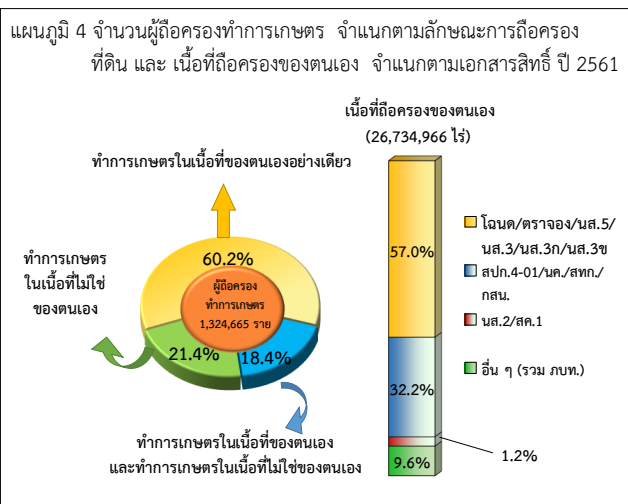 แผนภูมิ 4 จำนวนผู้ถือครองทำการเกษตร จำแนกตามลักษณะการถือครอง
ที่ดิน และ เนื้อที่ถือครองของตนเอง จำแนกตามเอกสารสิทธิ์ ปี 2561
เนื้อที่ถือครองของตนเอง
(26,734,966 ไร่)
ทำการเกษตรในเนื้อที่ของตนเองอย่างเดียว
60.2%
ทำการเกษตร
ในเนื้อที่ไม่ใช่
ของตนเอง
ผู้ถือครอง
ทำการเกษตร
1,324,665 ราย
21.4%
18.4%
ทำการเกษตรในเนื้อที่ของตนเอง
และทำการเกษตรในเนื้อที่ไม่ใช่ของตนเอง
57.0%
32.2%
1.2%
9.6%
โฉนด/ตราจอง/นส.5/
นส.3/นส.3ก/นส.3ข
สปก.4-01/นค./สทก./
กสน.
นส.2/สค.1
อื่น ๆ (รวม ภบท.)